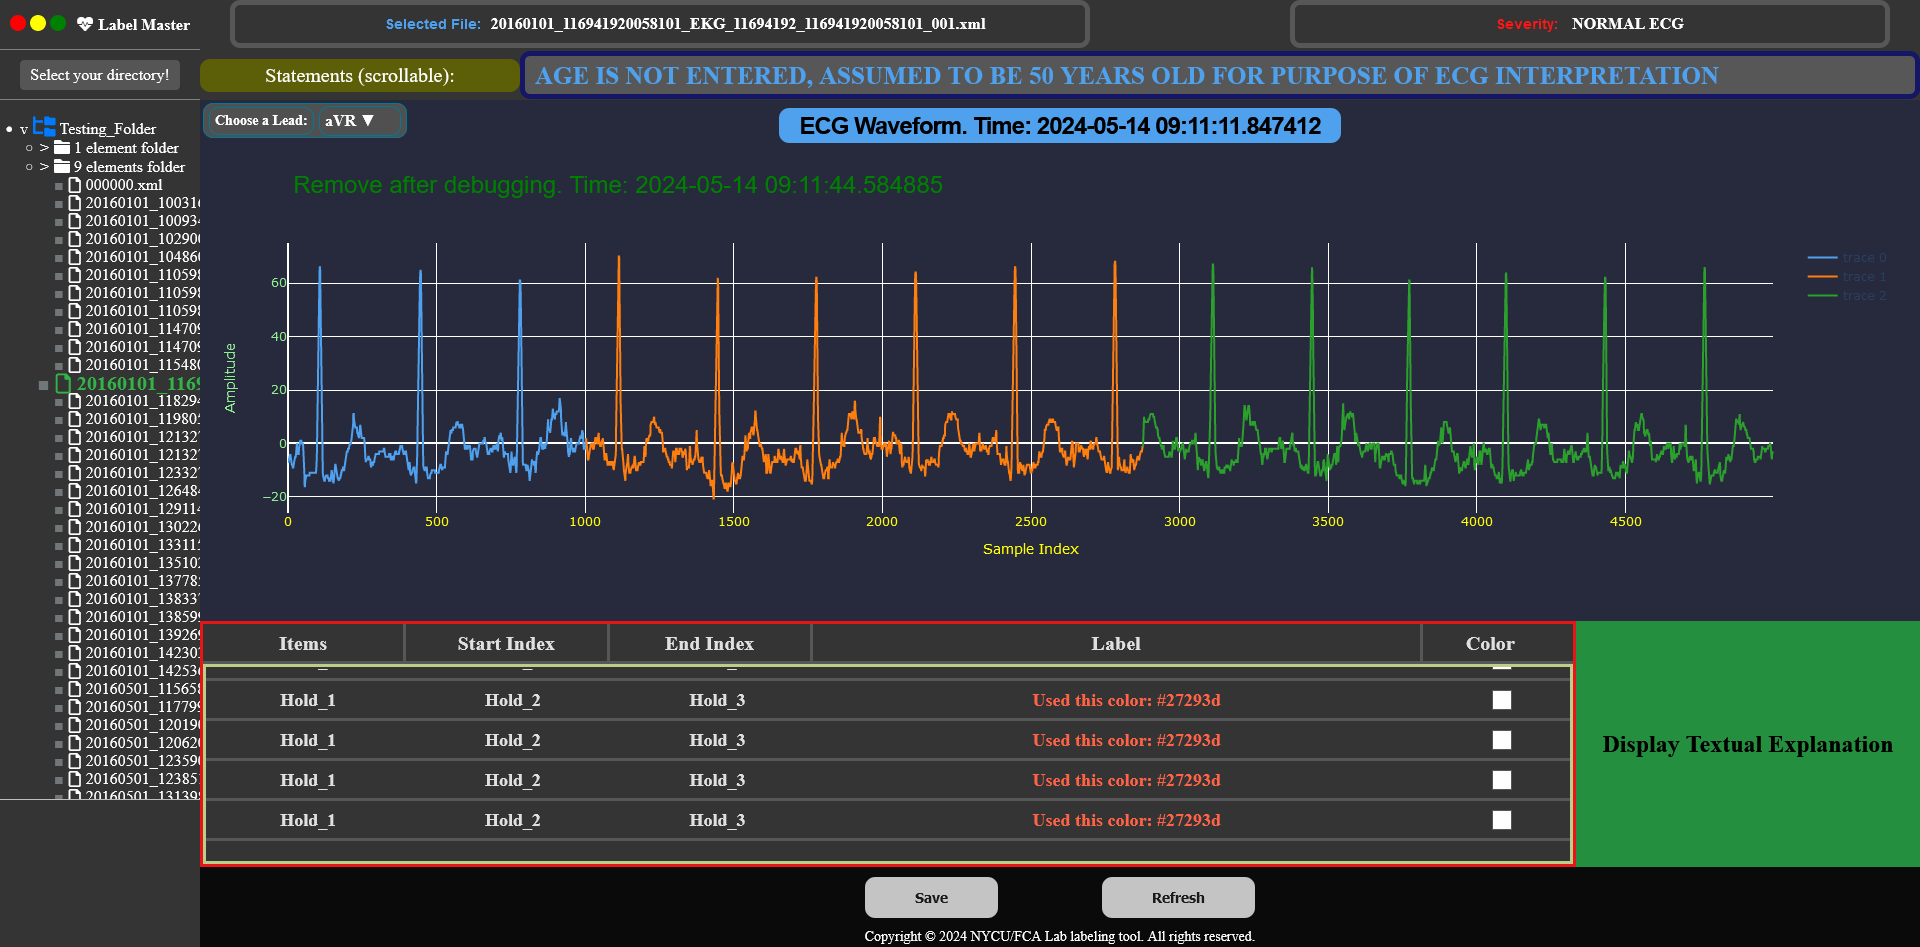 Label Master
Selected File: 20160101_116941920058101_EKG_11694192_116941920058101_001.xml
Severity: NORMAL ECG
Select your directory!
Statements (scrollable):
AGE IS NOT ENTERED, ASSUMED TO BE 50 YEARS OLD FOR PURPOSE OF ECG INTERPRETATION
v Testing_Folder
> 1 element folder
> 9 elements folder
000000.xml
20160101_10031
20160101_10093
20160101_10290
20160101_10486
20160101_11059
20160101_11059
20160101_11059
20160101_11470
20160101_11470
20160101_11548
20160101_116
20160101_11829
20160101_11980
20160101_12132
20160101_12132
20160101_12332
20160101_12648
20160101_12911
20160101_13022
20160101_13311
20160101_13510
20160101_13778
20160101_13833
20160101_13859
20160101_13926
20160101_14230
20160101_14253
20160501_11565
20160501_11779
20160501_12019
20160501_12062
20160501_12359
20160501_12385
20160501_13139
Choose a Lead: aVR ▼
ECG Waveform. Time: 2024-05-14 09:11:11.847412
Remove after debugging. Time: 2024-05-14 09:11:44.584885
trace 0
trace 1
trace 2
Amplitude
60
40
20
0
−20
0 500 1000 1500 2000 2500 3000 3500 4000 4500
Sample Index
Items Start Index End Index Label Color
Hold_1 Hold_2 Hold_3 Used this color: #27293d
Hold_1 Hold_2 Hold_3 Used this color: #27293d
Hold_1 Hold_2 Hold_3 Used this color: #27293d
Hold_1 Hold_2 Hold_3 Used this color: #27293d
Display Textual Explanation
Save Refresh
Copyright © 2024 NYCU/FCA Lab labeling tool. All rights reserved.